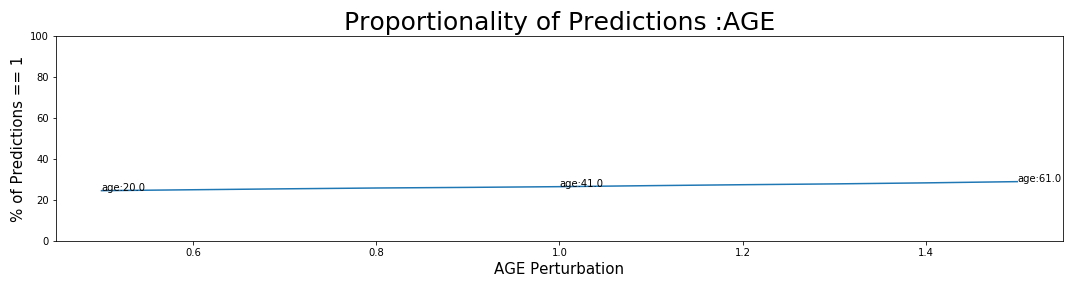 Proportionality of Predictions :AGE
% of Predictions == 1
100
80
60
40
20
0
age:20.0
age:41.0
age:61.0
0.6
0.8
1.0
1.2
1.4
AGE Perturbation